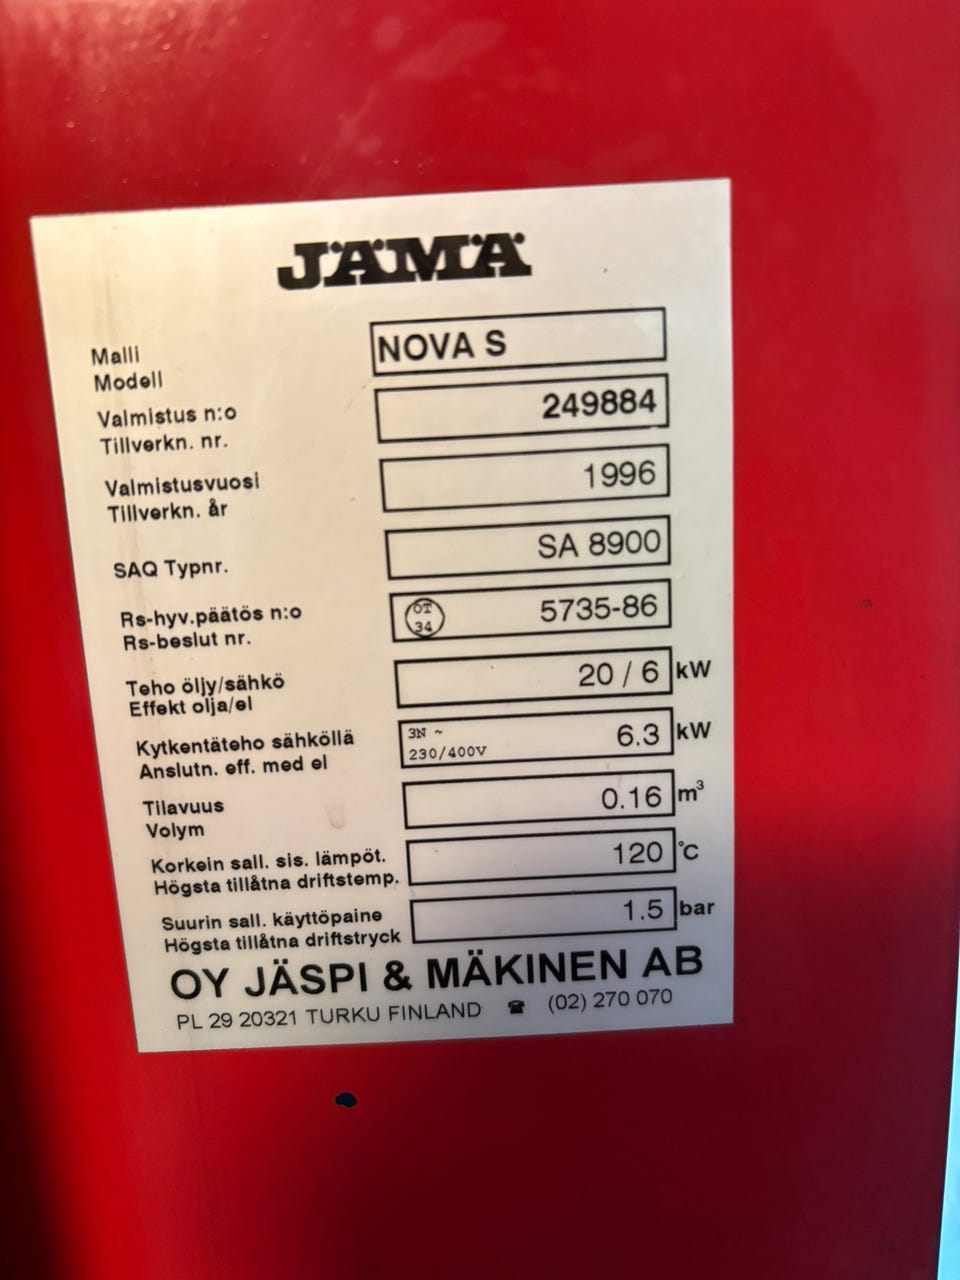 JÄMÄ
Malli
Modell
NOVA S
Valmistus n:o
Tillverkn. nr.
249884
Valmistusvuosi
Tillverkn. år
1996
SAQ Typnr.
SA 8900
Rs-hyv.päätös n:o
Rs-beslut nr.
ÖT
34
5735-86
Teho öljy/sähkö
Effekt olja/el
20 / 6 kW
Kytkentäteho sähköllä
Anslutn. eff. med el
3N ~
230/400V
6.3 kW
Tilavuus
Volym
0.16 m³
Korkein sall. sis. lämpöt.
Högsta tillåtna driftstemp.
120 °C
Suurin sall. käyttöpaine
Högsta tillåtna driftstryck
1.5 bar
OY JÄSPI & MÄKINEN AB
PL 29 20321 TURKU FINLAND ☎ (02) 270 070